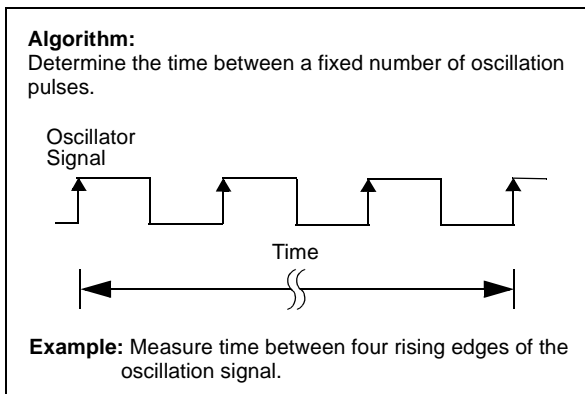 Algorithm:
Determine the time between a fixed number of oscillation
pulses.
Oscillator
Signal
Time
Example: Measure time between four rising edges of the
oscillation signal.